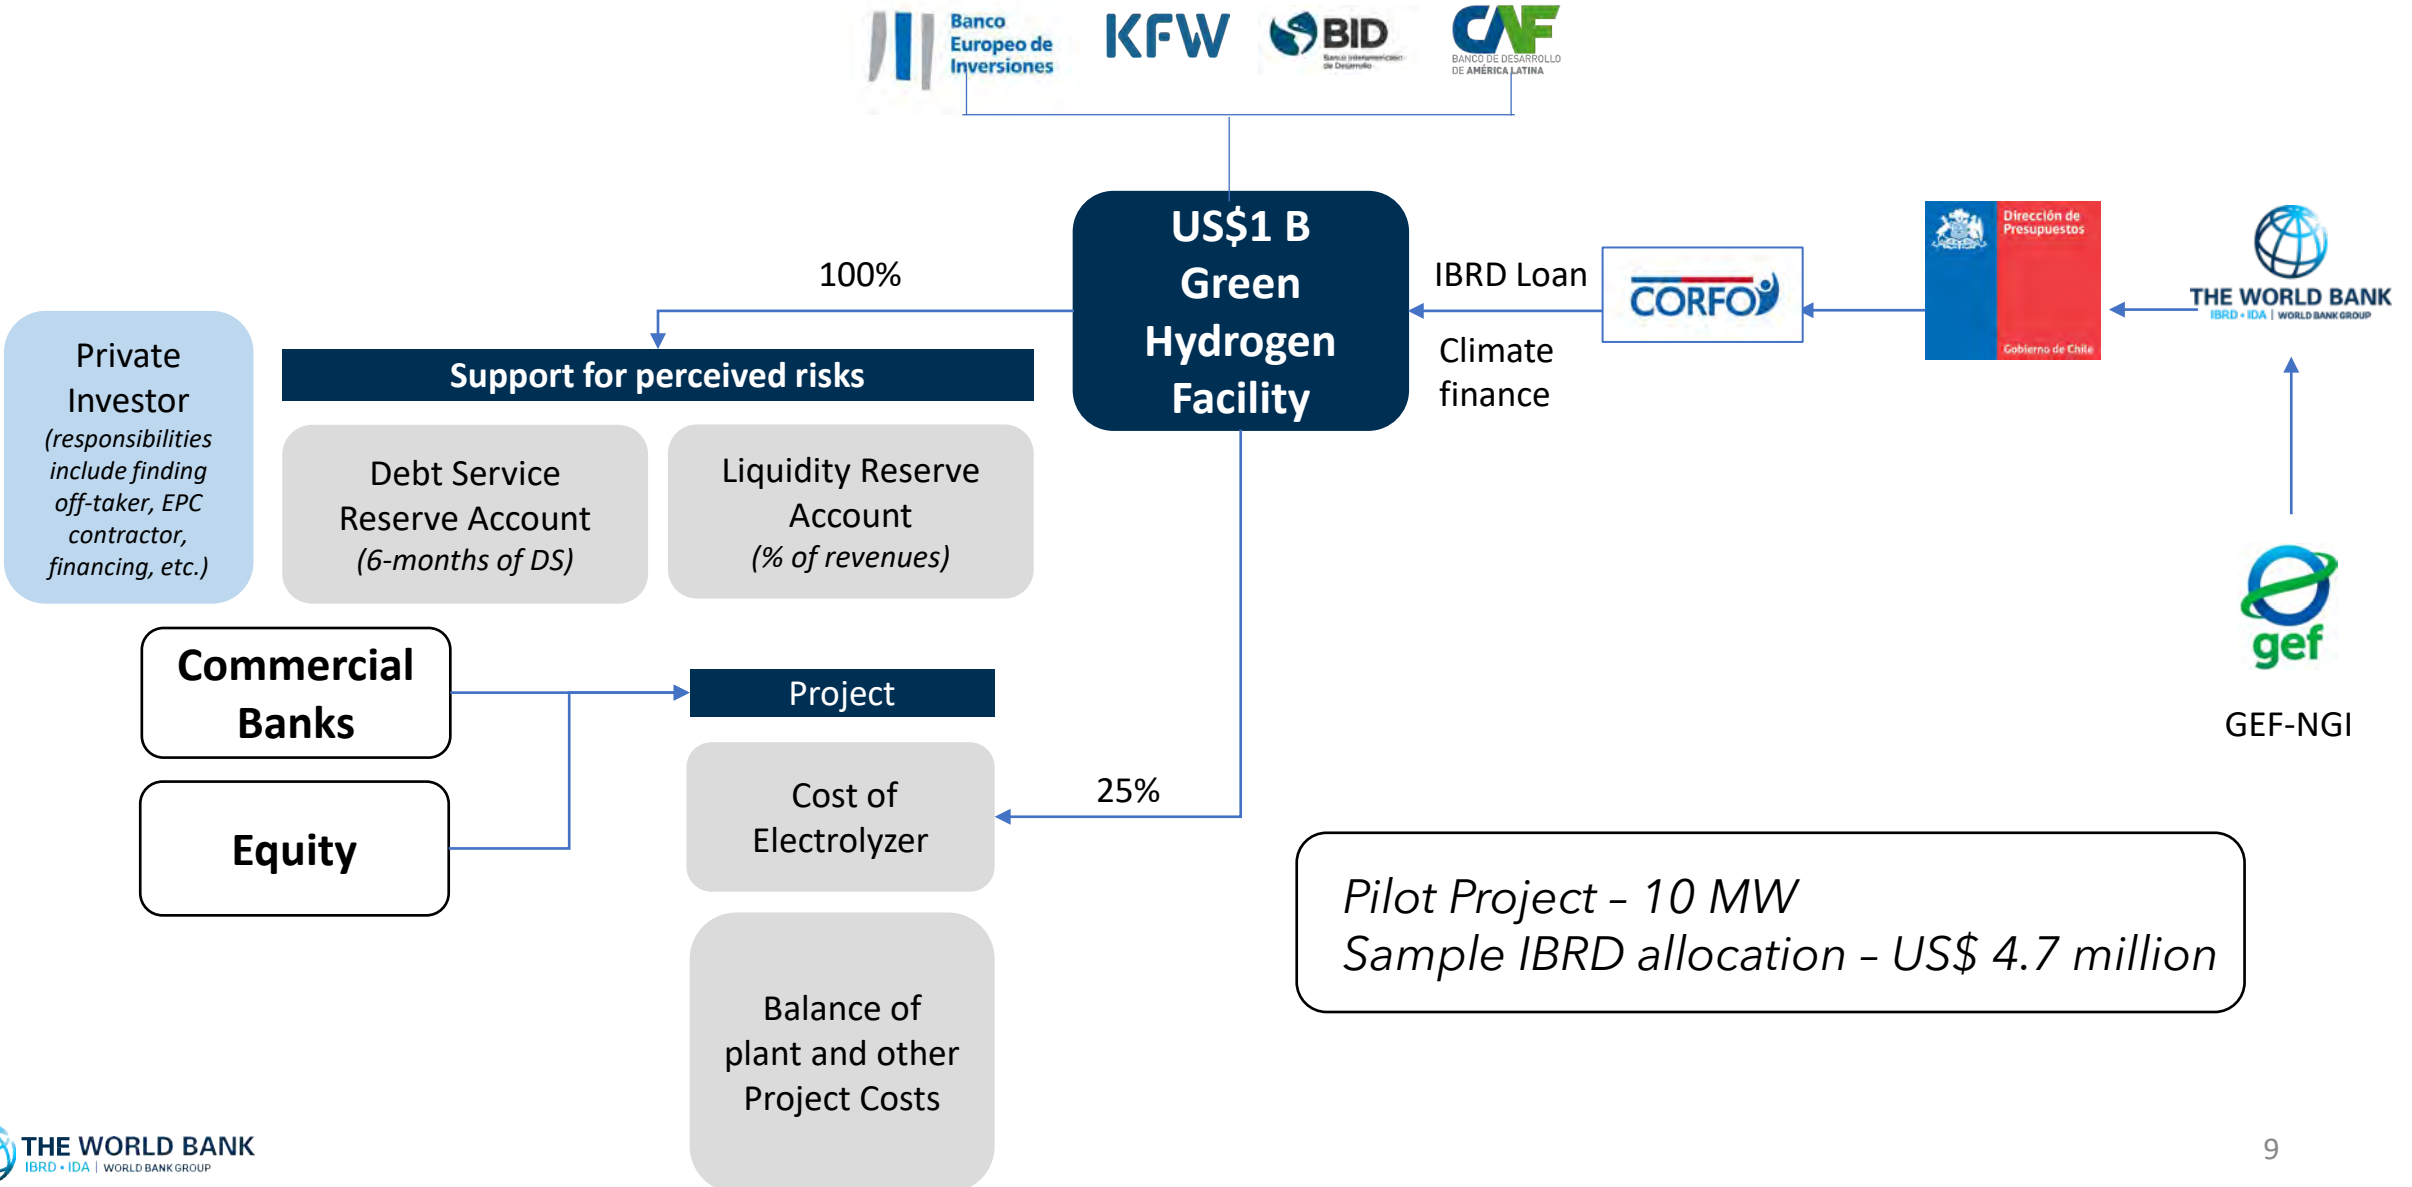 Banco
Europeo de
Inversiones
KFW
BID
Banco Interamericano
de Desarrollo
CAF
BANCO DE DESARROLLO
DE AMÉRICA LATINA
US$1 B
Green
Hydrogen
Facility
100%
IBRD Loan
Climate
finance
CORFO
Dirección de
Presupuestos
Gobierno de Chile
THE WORLD BANK
IBRD • IDA | WORLD BANK GROUP
Private
Investor
(responsibilities
include finding
off-taker, EPC
contractor,
financing, etc.)
Support for perceived risks
Debt Service
Reserve Account
(6-months of DS)
Liquidity Reserve
Account
(% of revenues)
gef
GEF-NGI
Commercial
Banks
Equity
Project
Cost of
Electrolyzer
25%
Balance of
plant and other
Project Costs
Pilot Project – 10 MW
Sample IBRD allocation – US$ 4.7 million
THE WORLD BANK
IBRD • IDA | WORLD BANK GROUP
9